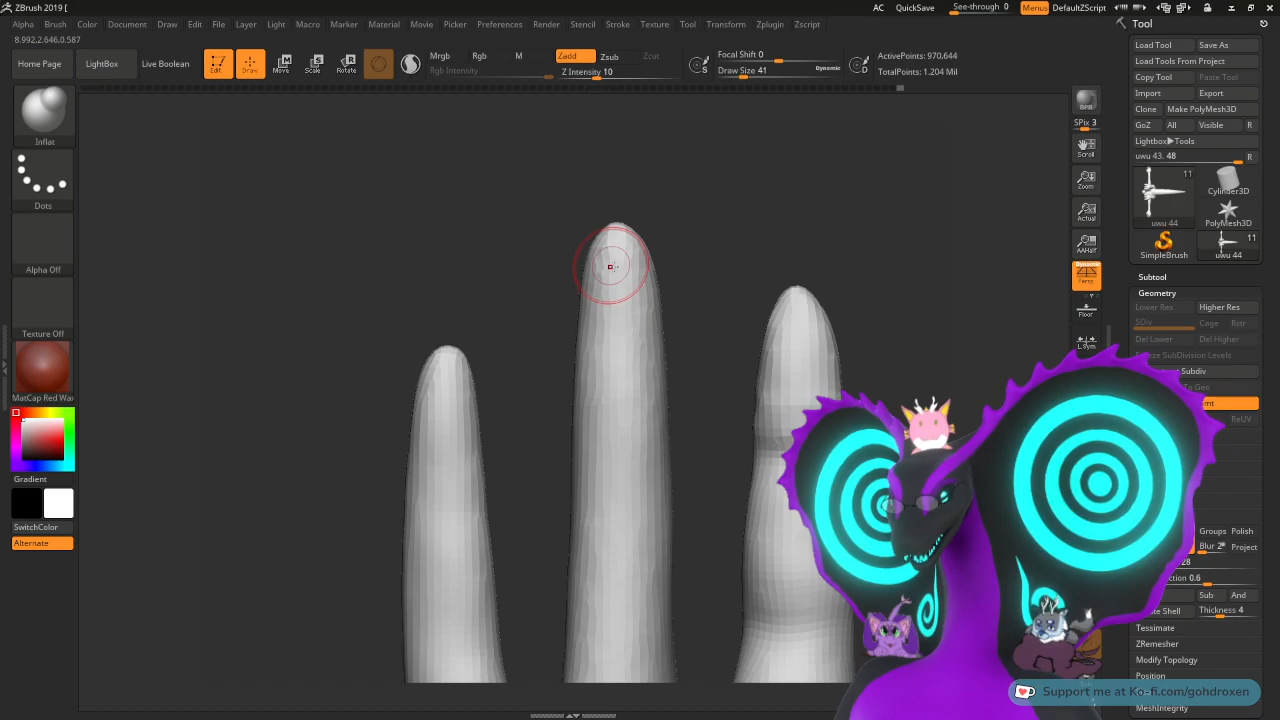 ZBrush 2019 [
AC QuickSave See-through 0 Menus DefaultZScript
Alpha Brush Color Document Draw Edit File Layer Light Macro Marker Material Movie Picker Preferences Render Stencil Stroke Texture Tool Transform Zplugin Zscript
8.992,2.646,0.587
Home Page LightBox Live Boolean Edit Draw Move Scale Rotate
Mrgb Rgb M Zadd Zsub Zcut
Rgb Intensity Z Intensity 10
Focal Shift 0
Draw Size 41 Dynamic
ActivePoints: 970,644
TotalPoints: 1.204 Mil
Inflat
Dots
Alpha Off
Texture Off
MatCap Red Wax
Gradient
SwitchColor
Alternate
BPR
SPix 3
Scroll
Zoom
Actual
AAHalf
Dynamic
Persp
Floor
L.Sym
Tool
Load Tool Save As
Load Tools From Project
Copy Tool Paste Tool
Import Export
Clone Make PolyMesh3D
GoZ All Visible R
Lightbox▶Tools
uwu 43. 48 R
11
Cylinder3D
uwu 44 PolyMesh3D
11
SimpleBrush uwu 44
Subtool
Geometry
Lower Res Higher Res
SDiv Cage Rstr
Del Lower Del Higher
Freeze SubDivision Levels
Subdiv
To Geo
ReUV
Groups Polish
Blur 2 Project
28
0.6
Sub And
Shell Thickness 4
Tessimate
ZRemesher
Modify Topology
Position
MeshIntegrity
Support me at Ko-fi.com/gohdroxen